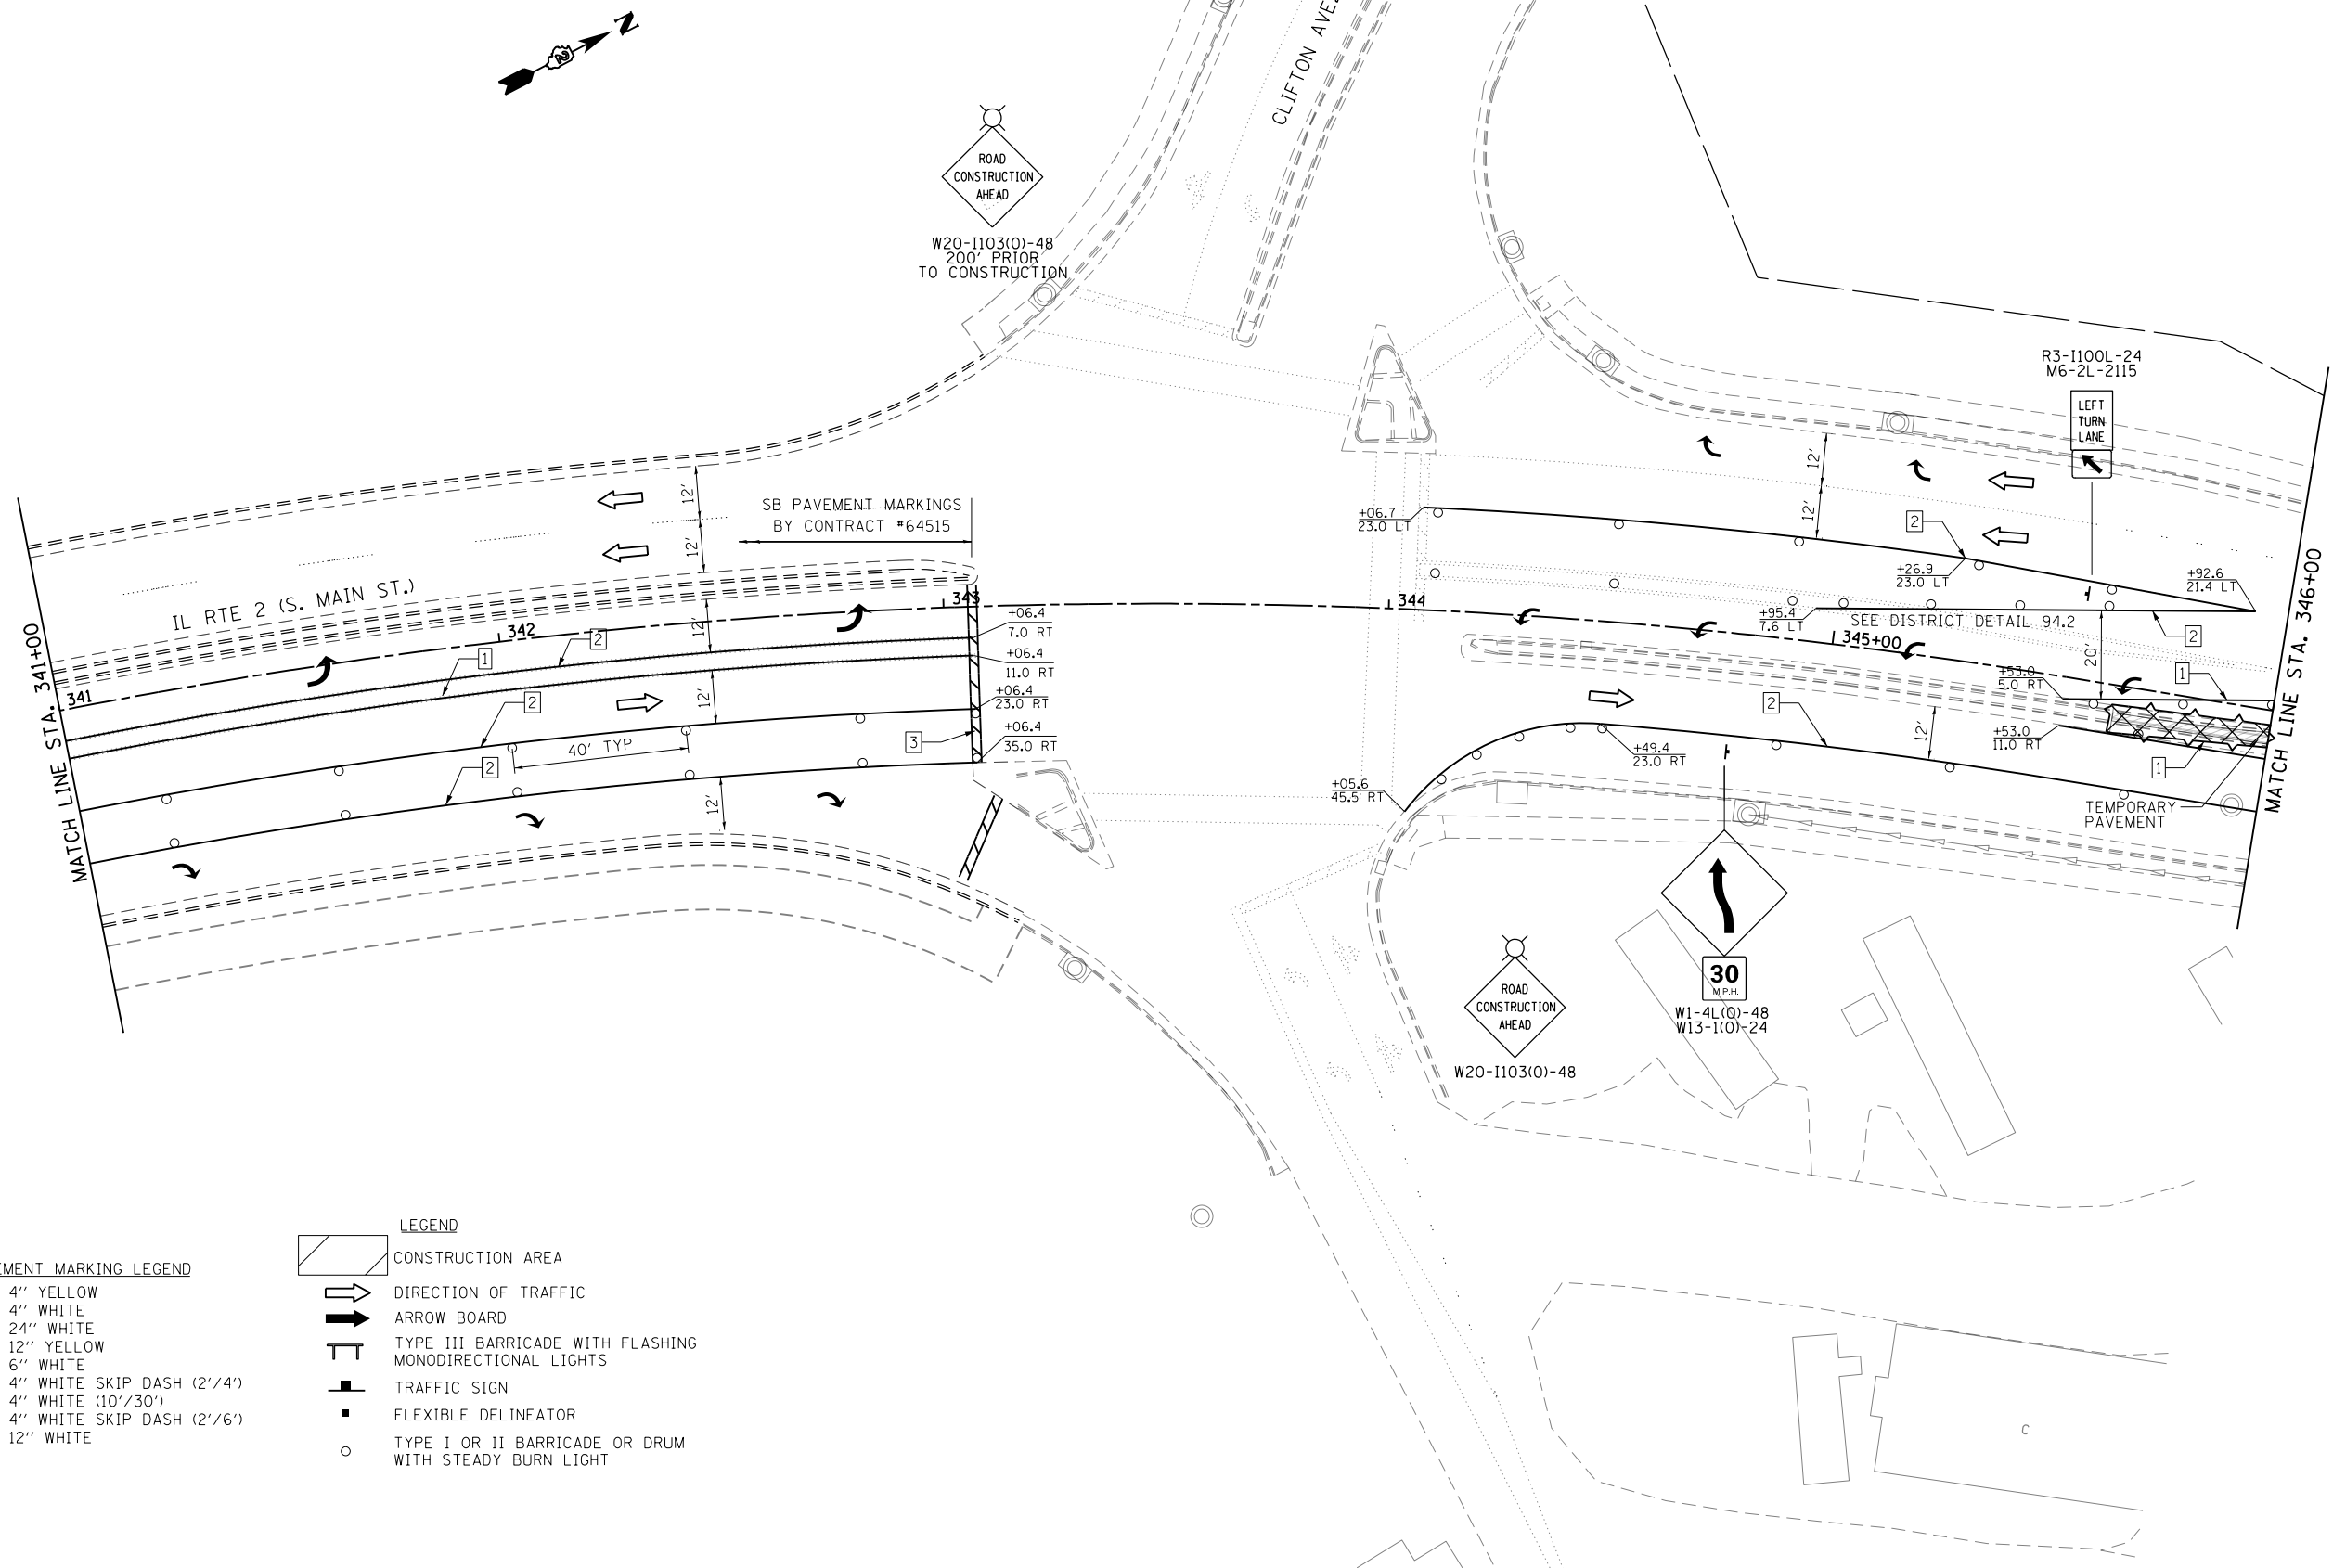 N
2
CLIFTON AVE.
ROAD
CONSTRUCTION
AHEAD
W20-I103(O)-48
200' PRIOR
TO CONSTRUCTION
R3-I100L-24
M6-2L-2115
LEFT
TURN
LANE
12'
12'
SB PAVEMENT MARKINGS
BY CONTRACT #64515
12'
12'
+06.7
23.0 LT
2
+26.9
23.0 LT
+92.6
21.4 LT
IL RTE 2 (S. MAIN ST.)
341
342
343
344
345+00
+95.4
7.6 LT
SEE DISTRICT DETAIL 94.2
2
20'
MATCH LINE STA. 341+00
MATCH LINE STA. 346+00
1
2
12'
+06.4
7.0 RT
+06.4
11.0 RT
+06.4
23.0 RT
+06.4
35.0 RT
2
12'
3
40' TYP
2
12'
+53.0
5.0 RT
1
2
12'
+53.0
11.0 RT
1
+49.4
23.0 RT
+05.6
45.5 RT
TEMPORARY
PAVEMENT
30
M.P.H.
W1-4L(O)-48
W13-1(O)-24
ROAD
CONSTRUCTION
AHEAD
W20-I103(O)-48
EMENT MARKING LEGEND
4'' YELLOW
4'' WHITE
24'' WHITE
12'' YELLOW
6'' WHITE
4'' WHITE SKIP DASH (2'/4')
4'' WHITE (10'/30')
4'' WHITE SKIP DASH (2'/6')
12'' WHITE
LEGEND
CONSTRUCTION AREA
DIRECTION OF TRAFFIC
ARROW BOARD
TYPE III BARRICADE WITH FLASHING
MONODIRECTIONAL LIGHTS
TRAFFIC SIGN
FLEXIBLE DELINEATOR
TYPE I OR II BARRICADE OR DRUM
WITH STEADY BURN LIGHT
C